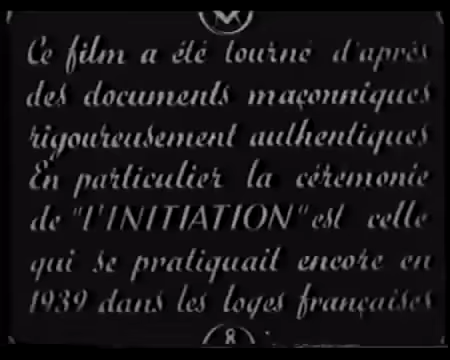 Ce film a été tourné d'après
des documents maçonniques
rigoureusement authentiques
En particulier la cérémonie
de "l'INITIATION" est celle
qui se pratiquait encore en
1939 dans les loges françaises
8